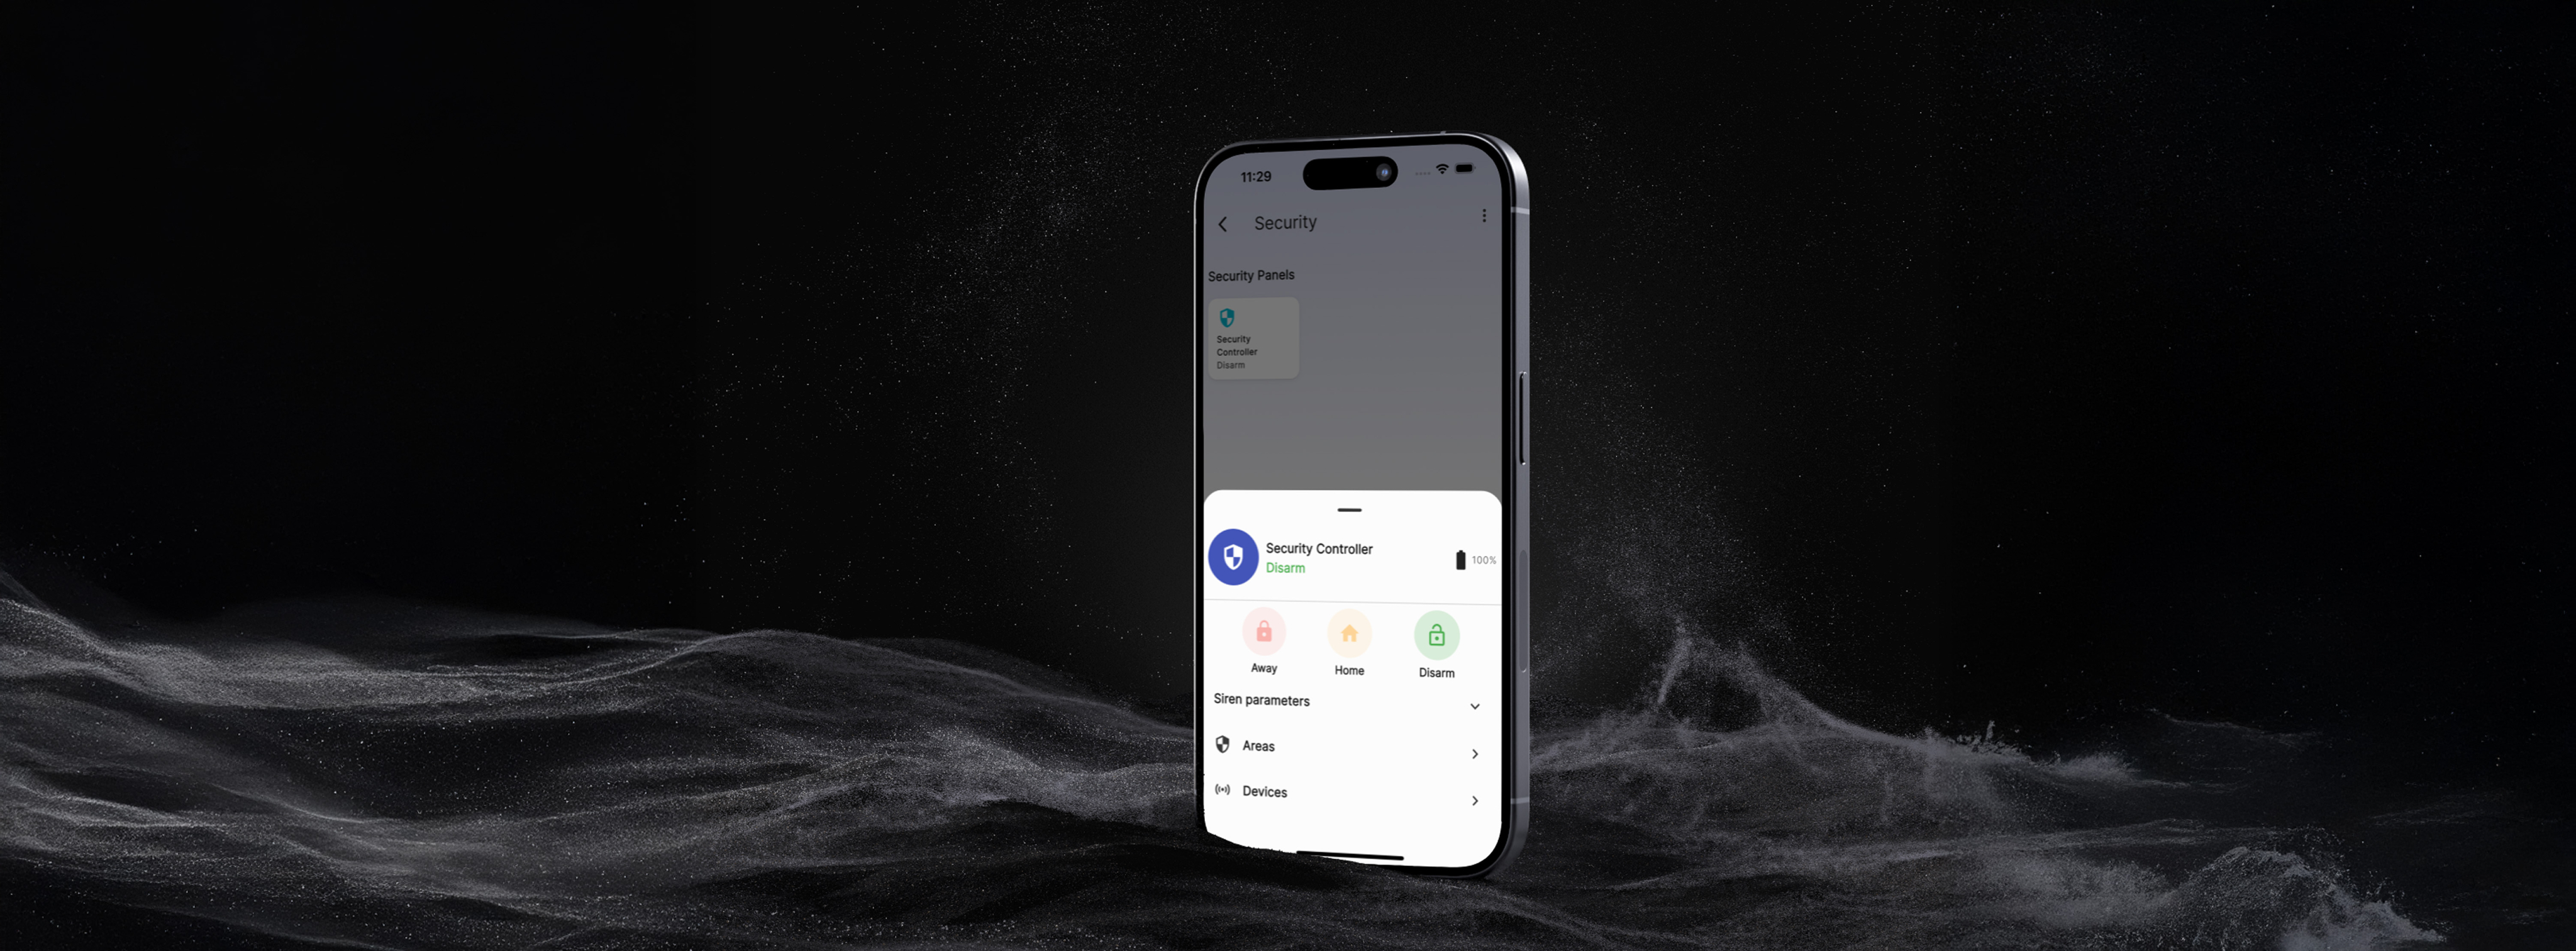 11:29
Security
Security Panels
Security
Controller
Disarm
Security Controller
Disarm
100%
Away
Home
Disarm
Siren parameters
Areas
Devices